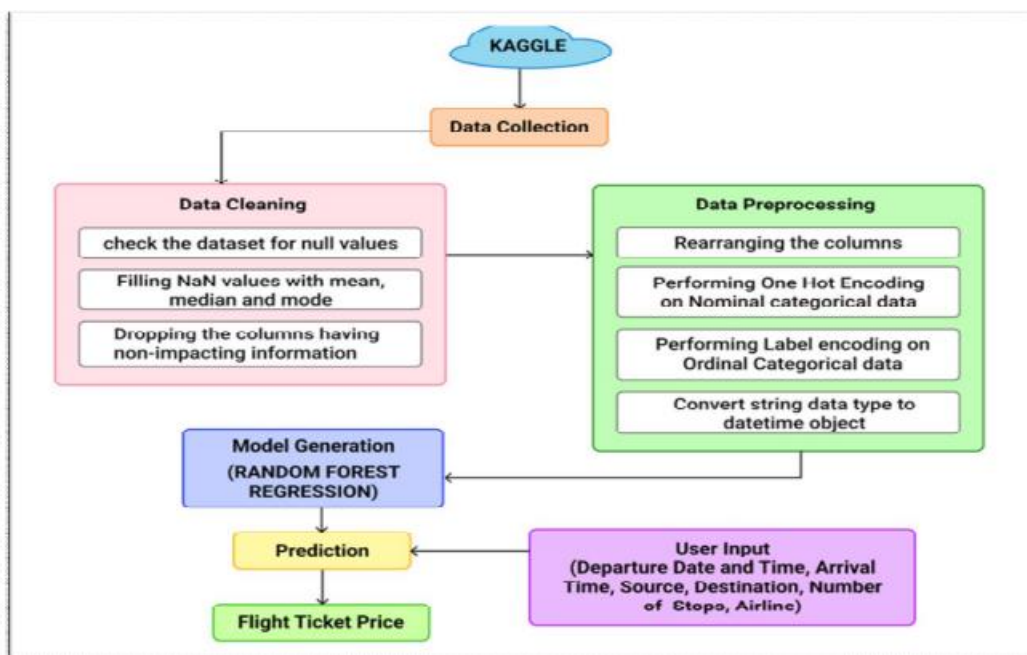 KAGGLE
Data Collection
Data Cleaning
check the dataset for null values
Filling NaN values with mean,
median and mode
Dropping the columns having
non-impacting information
Data Preprocessing
Rearranging the columns
Performing One Hot Encoding
on Nominal categorical data
Performing Label encoding on
Ordinal Categorical data
Convert string data type to
datetime object
Model Generation
(RANDOM FOREST
REGRESSION)
Prediction
User Input
(Departure Date and Time, Arrival
Time, Source, Destination, Number
of Stops, Airline)
Flight Ticket Price